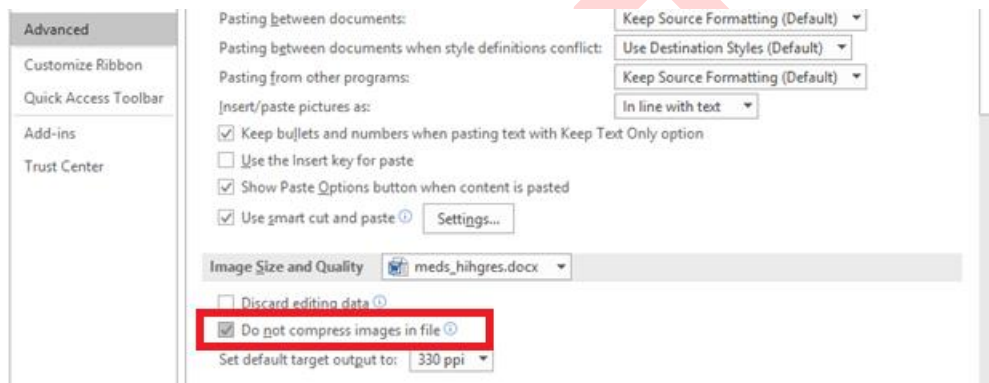 Advanced
Customize Ribbon
Quick Access Toolbar
Add-ins
Trust Center
Pasting between documents: Keep Source Formatting (Default)
Pasting between documents when style definitions conflict: Use Destination Styles (Default)
Pasting from other programs: Keep Source Formatting (Default)
Insert/paste pictures as: In line with text
Keep bullets and numbers when pasting text with Keep Text Only option
Use the Insert key for paste
Show Paste Options button when content is pasted
Use smart cut and paste Settings...
Image Size and Quality meds_hihgres.docx
Discard editing data
Do not compress images in file
Set default target output to: 330 ppi